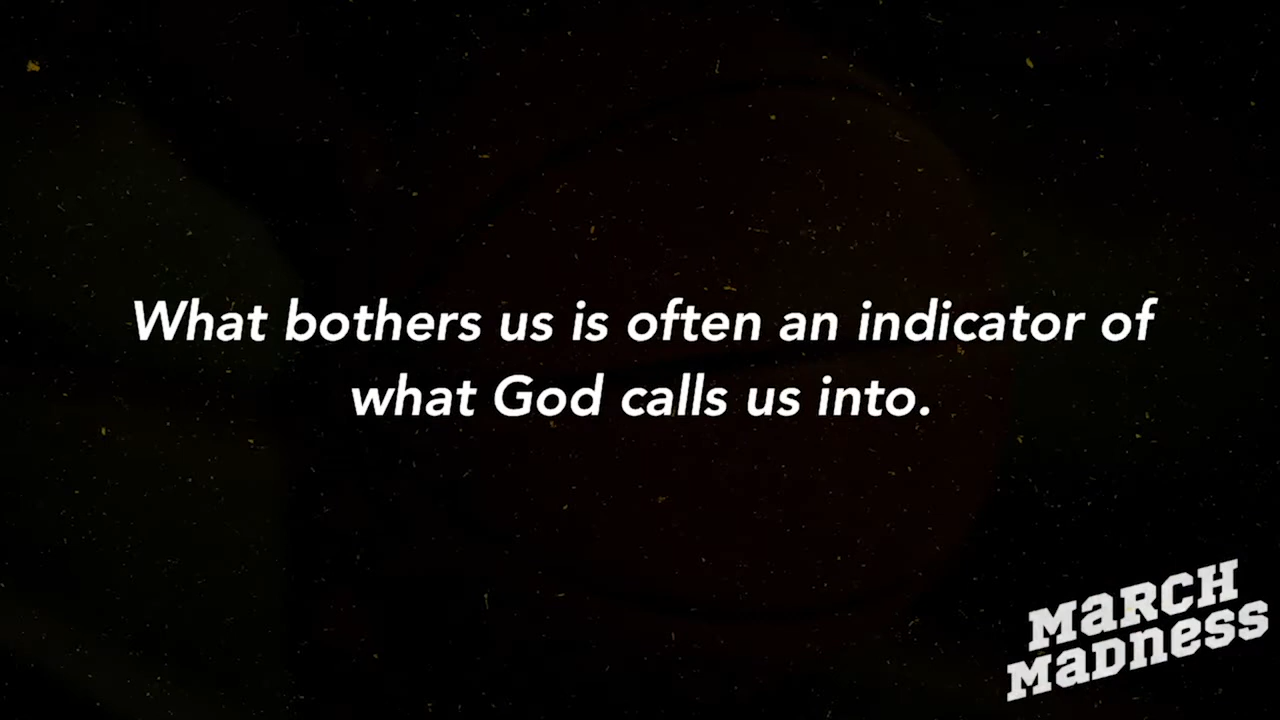 What bothers us is often an indicator of
what God calls us into.
MARCH
MADNESS